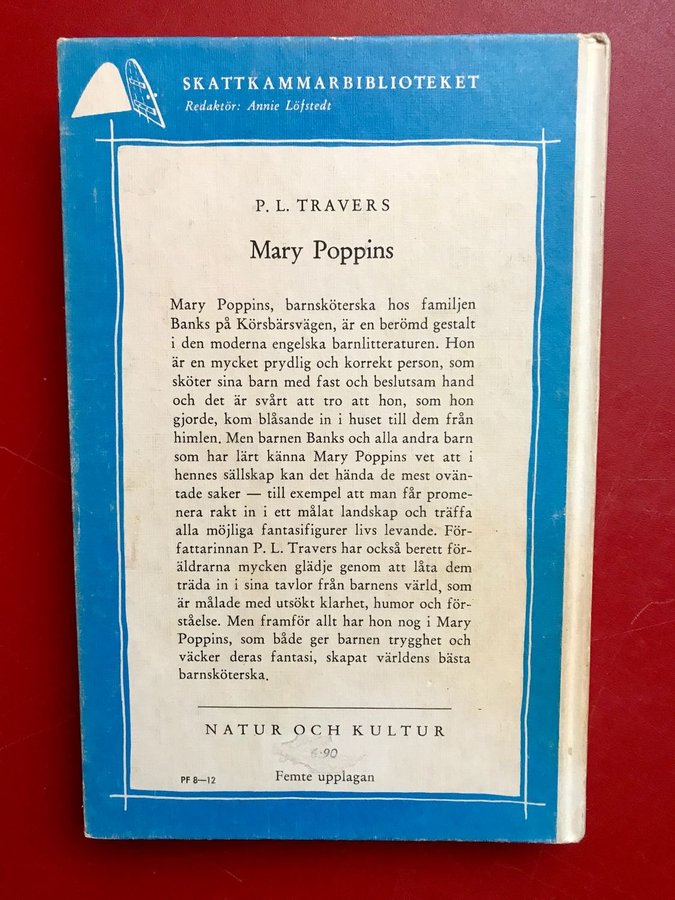 SKATTKAMMARBIBLIOTEKET
Redaktör: Annie Löfstedt
P. L. TRAVERS
Mary Poppins
Mary Poppins, barnsköterska hos familjen
Banks på Körsbärsvägen, är en berömd gestalt
i den moderna engelska barnlitteraturen. Hon
är en mycket prydlig och korrekt person, som
sköter sina barn med fast och beslutsam hand
och det är svårt att tro att hon, som hon
gjorde, kom blåsande in i huset till dem från
himlen. Men barnen Banks och alla andra barn
som har lärt känna Mary Poppins vet att i
hennes sällskap kan det hända de mest ovän-
tade saker — till exempel att man får prome-
nera rakt in i ett målat landskap och träffa
alla möjliga fantasifigurer livs levande. För-
fattarinnan P. L. Travers har också berett för-
äldrarna mycken glädje genom att låta dem
träda in i sina tavlor från barnens värld, som
är målade med utsökt klarhet, humor och för-
ståelse. Men framför allt har hon nog i Mary
Poppins, som både ger barnen trygghet och
väcker deras fantasi, skapat världens bästa
barnsköterska.
NATUR OCH KULTUR
PF 8—12
Femte upplagan